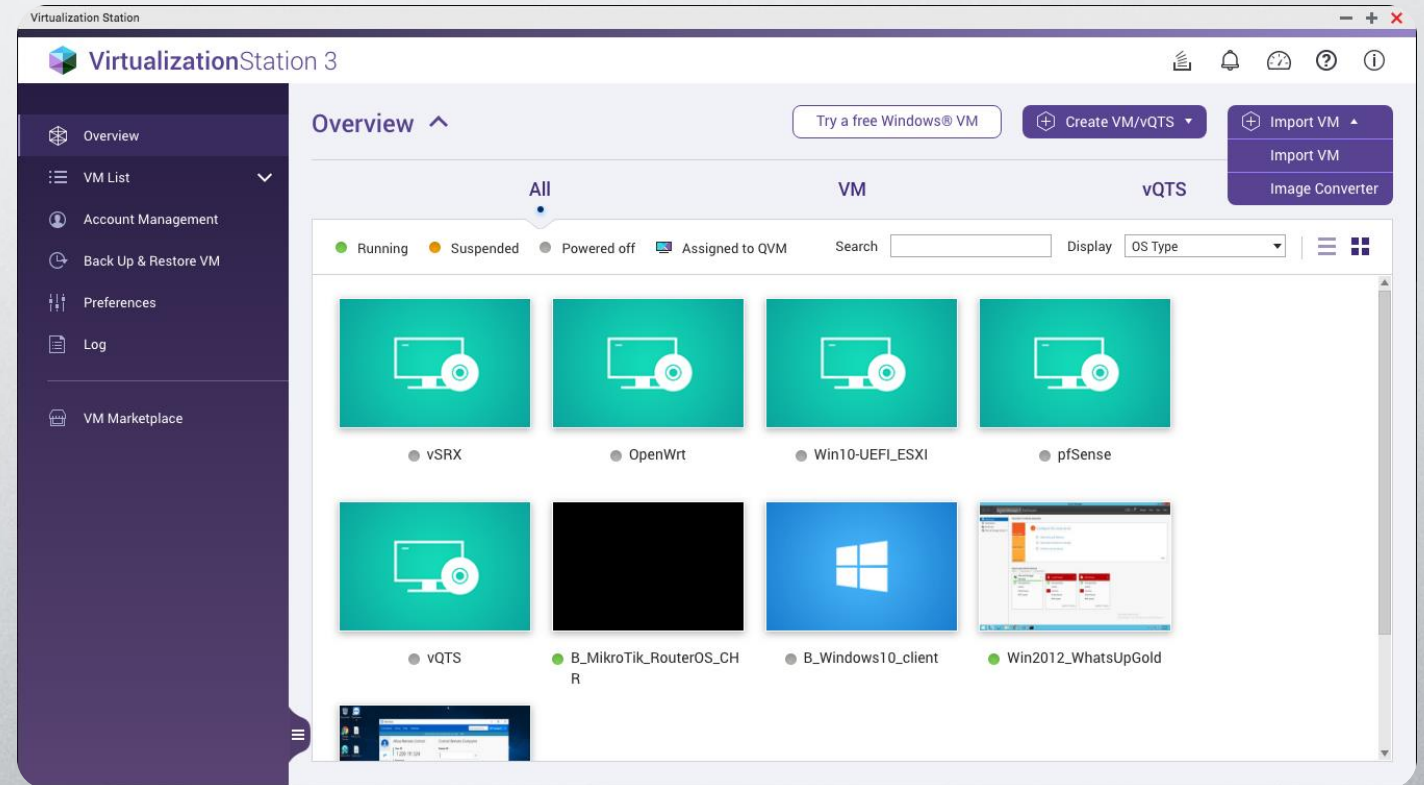 Virtualization Station
VirtualizationStation 3
Overview
VM List
Account Management
Back Up & Restore VM
Preferences
Log
VM Marketplace
Overview
Try a free Windows® VM
Create VM/vQTS
Import VM
Import VM
Image Converter
All
VM
vQTS
Running
Suspended
Powered off
Assigned to QVM
Search
Display
OS Type
vSRX
OpenWrt
Win10-UEFI_ESXI
pfSense
vQTS
B_MikroTik_RouterOS_CH
R
B_Windows10_client
Win2012_WhatsUpGold